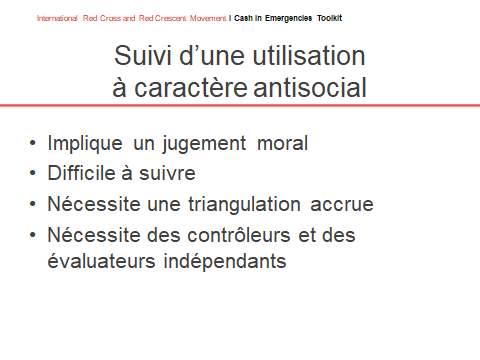 International Red Cross and Red Crescent Movement I Cash in Emergencies Toolkit
Suivi d’une utilisation
à caractère antisocial
• Implique un jugement moral
• Difficile à suivre
• Nécessite une triangulation accrue
• Nécessite des contrôleurs et des
évaluateurs indépendants